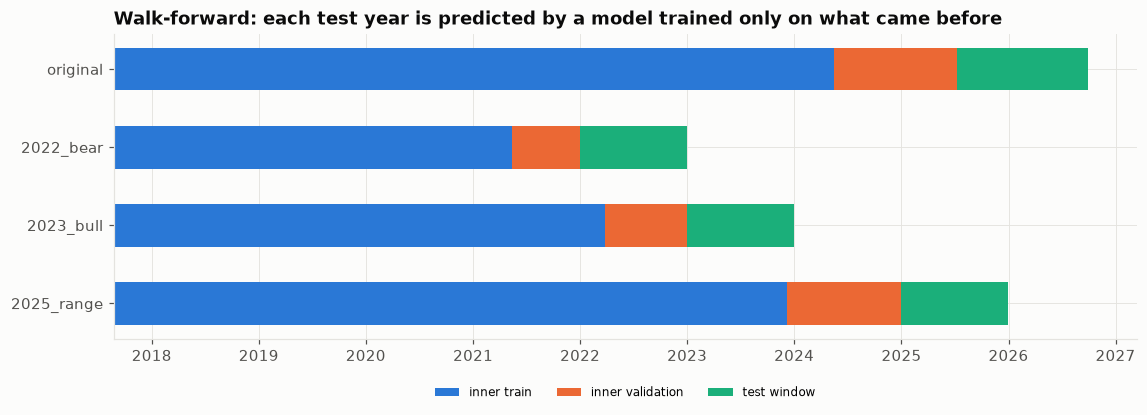 Walk-forward: each test year is predicted by a model trained only on what came before
original
2022_bear
2023_bull
2025_range
2018 2019 2020 2021 2022 2023 2024 2025 2026 2027
inner train inner validation test window